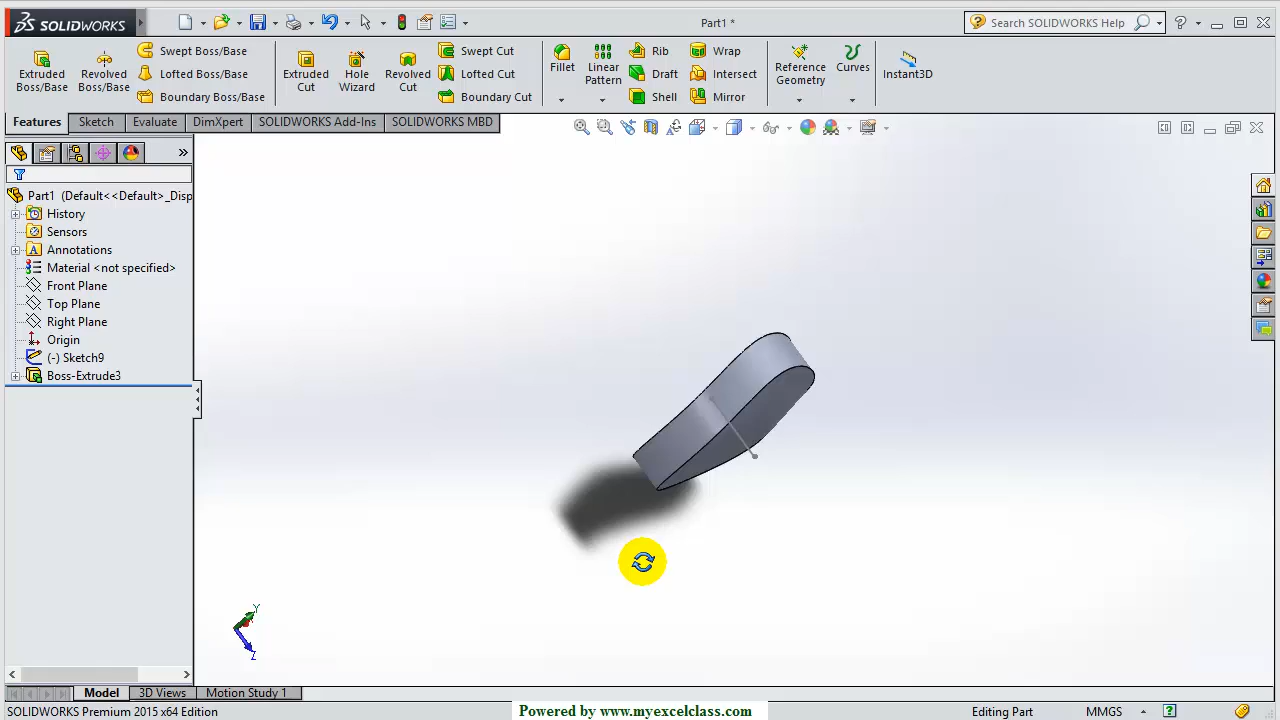 SOLIDWORKS
Part1 *
Search SOLIDWORKS Help
Extruded Boss/Base
Revolved Boss/Base
Swept Boss/Base
Lofted Boss/Base
Boundary Boss/Base
Extruded Cut
Hole Wizard
Revolved Cut
Swept Cut
Lofted Cut
Boundary Cut
Fillet
Linear Pattern
Rib
Draft
Shell
Wrap
Intersect
Mirror
Reference Geometry
Curves
Instant3D
Features
Sketch
Evaluate
DimXpert
SOLIDWORKS Add-Ins
SOLIDWORKS MBD
Part1 (Default<<Default>_Disp
History
Sensors
A Annotations
Material <not specified>
Front Plane
Top Plane
Right Plane
Origin
(-) Sketch9
Boss-Extrude3
Y
Z
Model
3D Views
Motion Study 1
SOLIDWORKS Premium 2015 x64 Edition
Powered by www.myexcelclass.com
Editing Part
MMGS